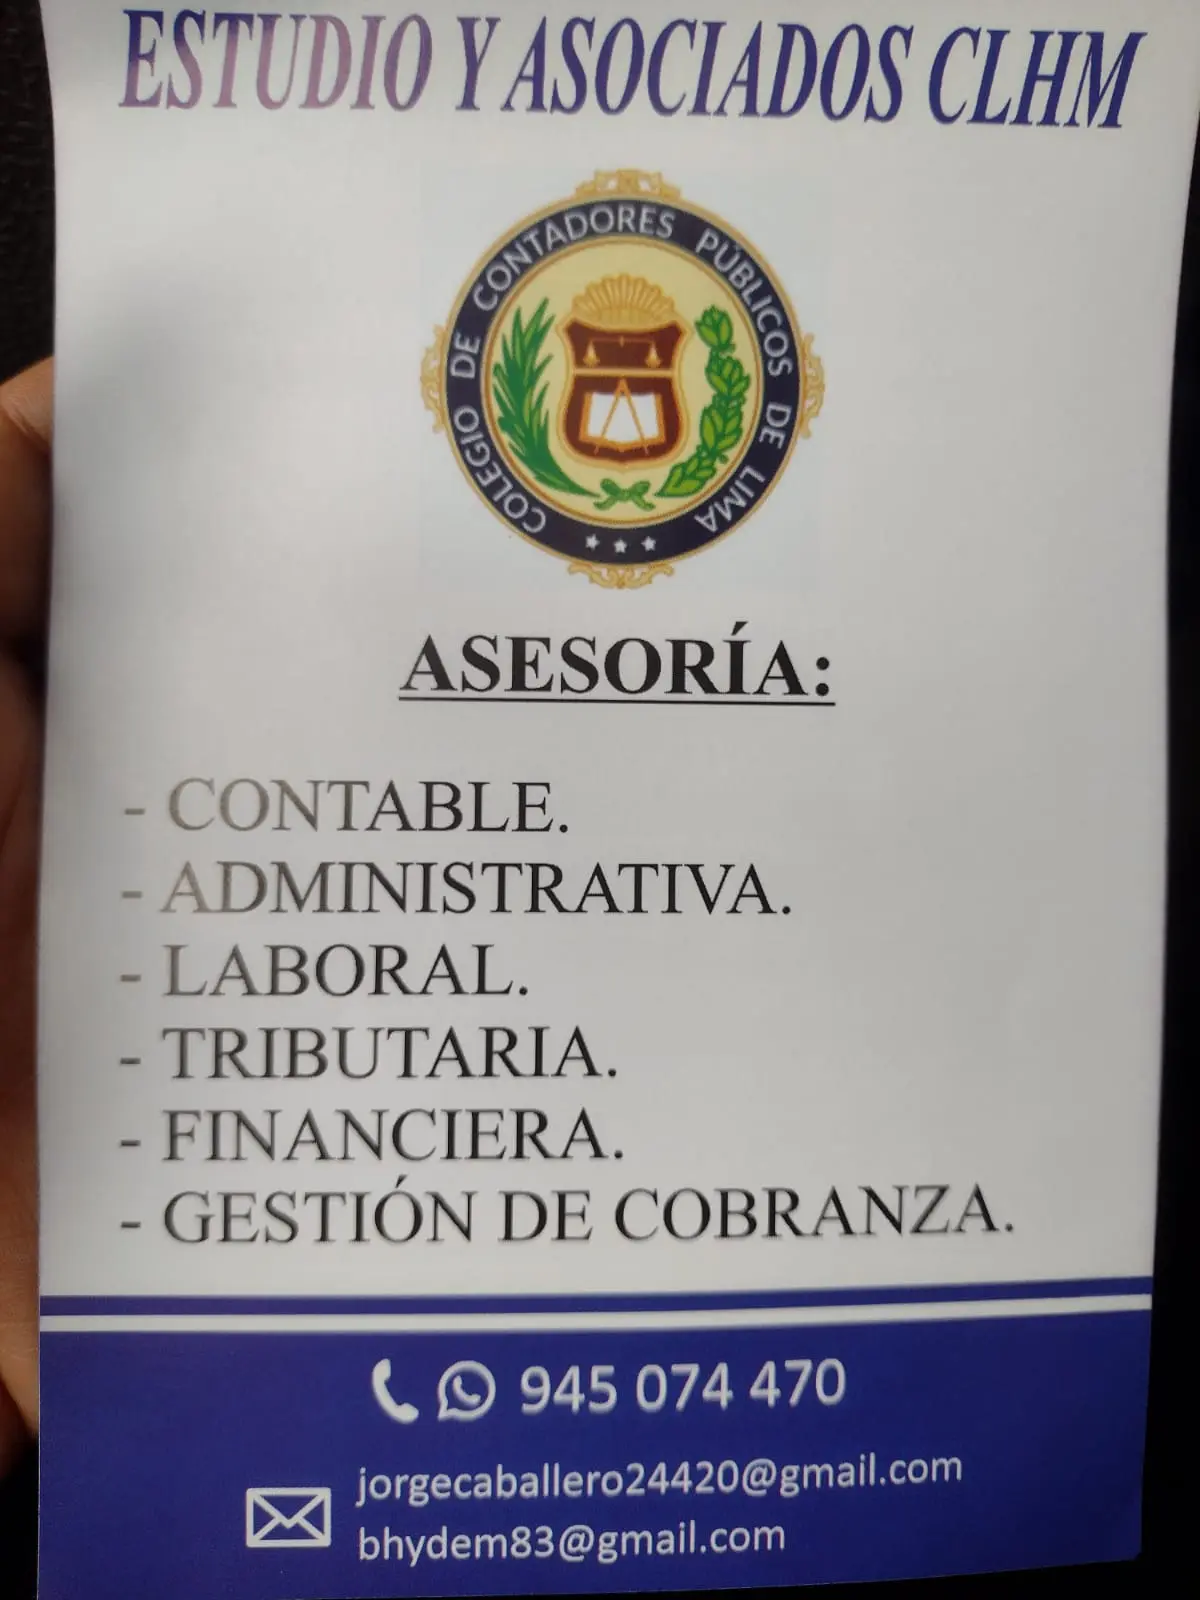 ESTUDIO Y ASOCIADOS CLHM
COLEGIO DE CONTADORES PÚBLICOS DE LIMA
ASESORÍA:
- CONTABLE.
- ADMINISTRATIVA.
- LABORAL.
- TRIBUTARIA.
- FINANCIERA.
- GESTIÓN DE COBRANZA.
945 074 470
jorgecaballero24420@gmail.com
bhydem83@gmail.com